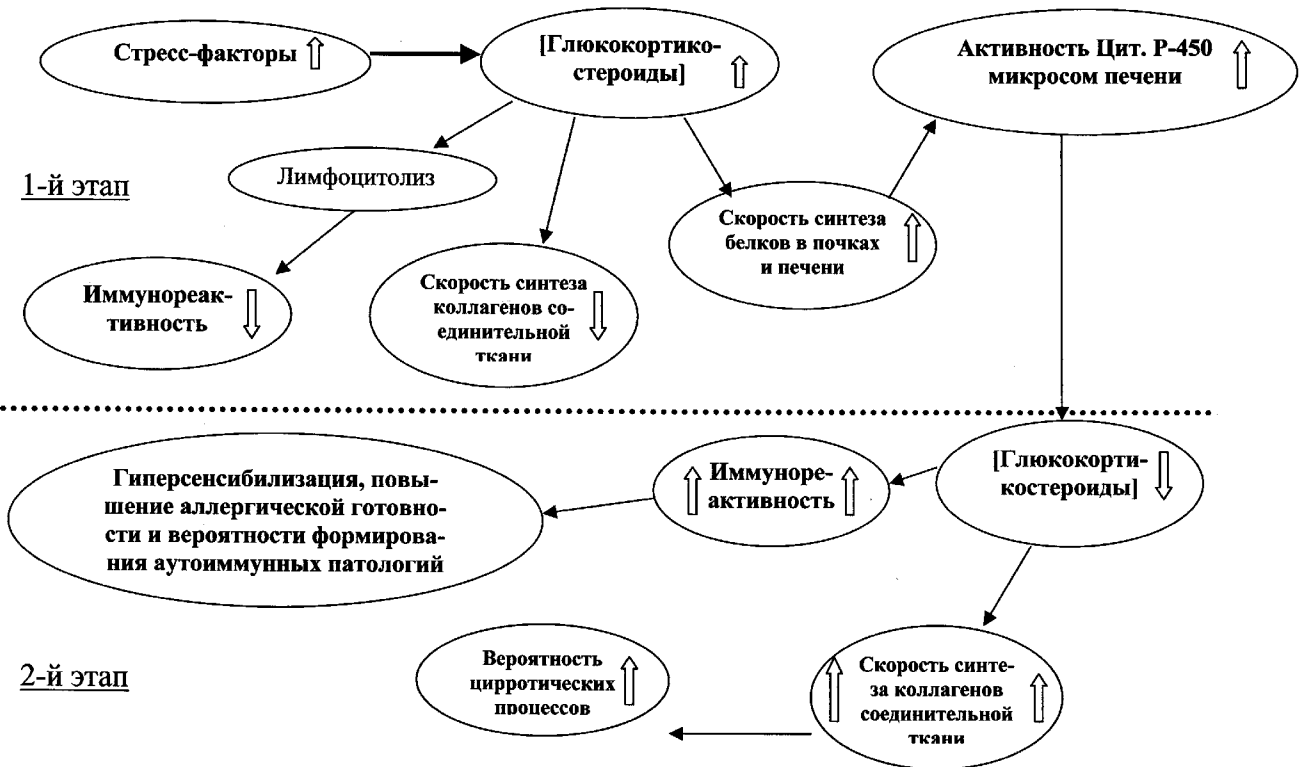 Стресс-факторы
[Глюкокортико-
стероиды]
Активность Цит. Р-450
микросом печени
1-й этап
Лимфоцитолиз
Скорость синтеза
белков в почках
и печени
Иммунореак-
тивность
Скорость синтеза
коллагенов со-
единительной
ткани
Гиперсенсибилизация, повы-
шение аллергической готовно-
сти и вероятности формирова-
ния аутоиммунных патологий
Иммуноре-
активность
[Глюкокорти-
костероиды]
2-й этап
Вероятность
цирротических
процессов
Скорость синте-
за коллагенов
соединительной
ткани